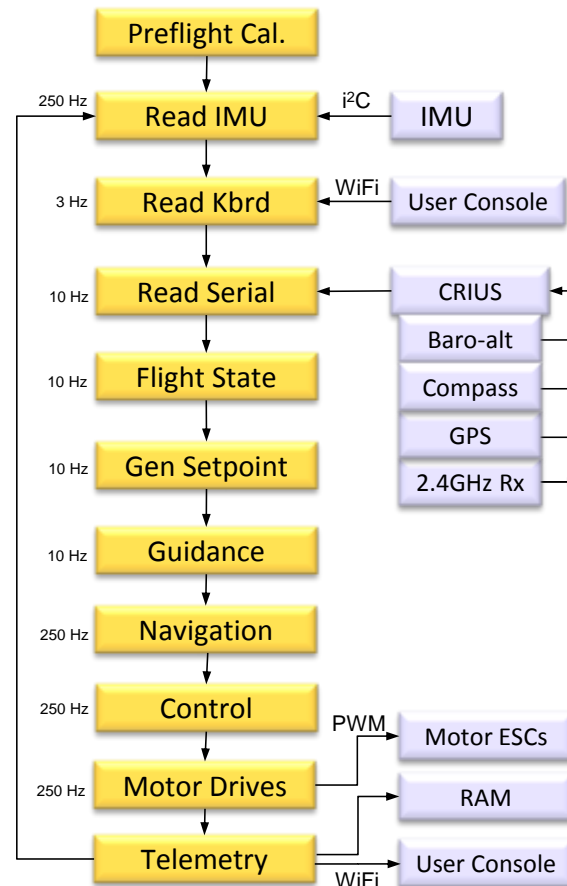 Preflight Cal.
250 Hz
Read IMU
i²C
IMU
3 Hz
Read Kbrd
WiFi
User Console
10 Hz
Read Serial
CRIUS
Baro-alt
10 Hz
Flight State
Compass
GPS
10 Hz
Gen Setpoint
2.4GHz Rx
10 Hz
Guidance
250 Hz
Navigation
250 Hz
Control
PWM
Motor ESCs
250 Hz
Motor Drives
RAM
Telemetry
WiFi
User Console